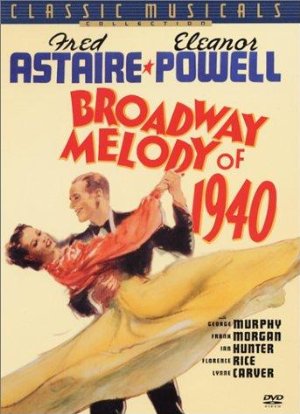 CLASSIC MUSICALS
COLLECTION
Fred Eleanor
ASTAIRE★POWELL
BROADWAY
MELODY OF
1940
with
GEORGE MURPHY
FRANK MORGAN
IAN HUNTER
FLORENCE RICE
LYNNE CARVER
DVD
VIDEO